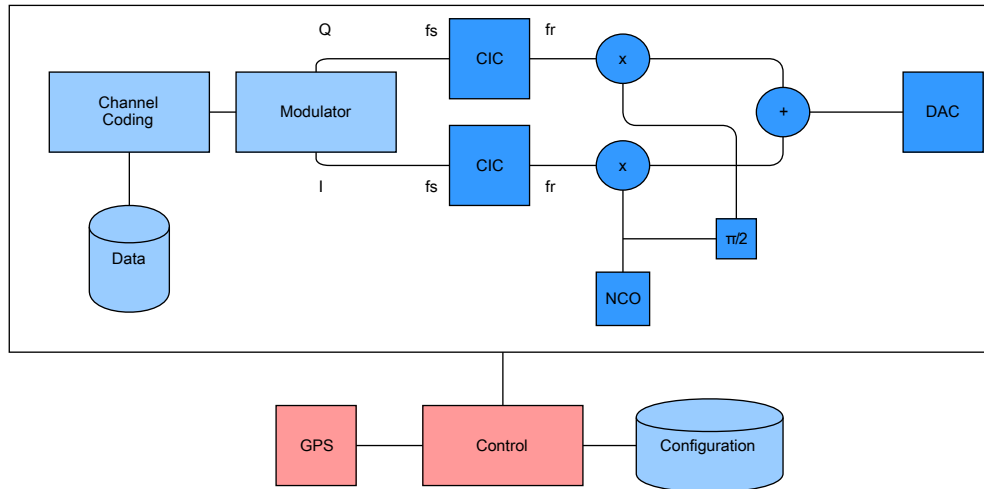 Q
fs
CIC
fr
x
Channel
Coding
Modulator
+
DAC
I
fs
CIC
fr
x
Data
π/2
NCO
GPS
Control
Configuration